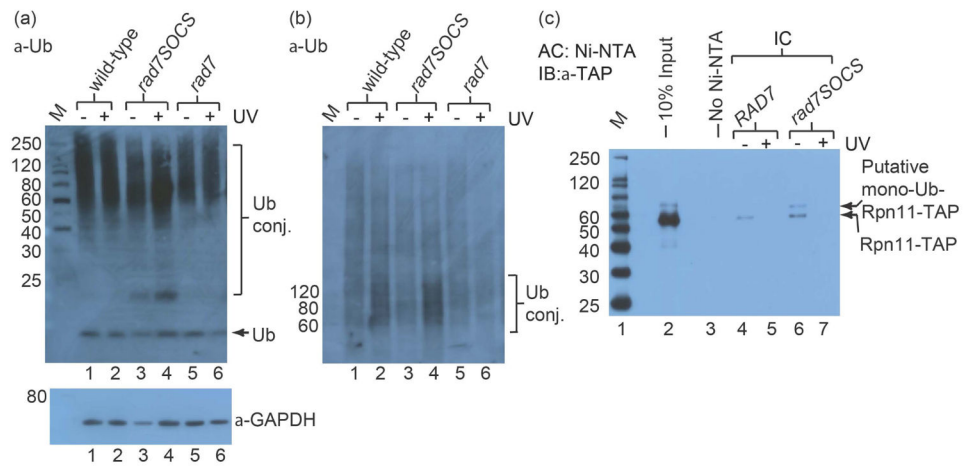 (a)
a-Ub
M
wild-type
rad7SOCS
rad7
- + - + - + UV
250
120
80
60
50
40
30
25
Ub
conj.
Ub
1 2 3 4 5 6
80
a-GAPDH
1 2 3 4 5 6
(b)
a-Ub
wild-type
rad7SOCS
rad7
- + - + - + UV
120
80
60
Ub
conj.
1 2 3 4 5 6
(c)
AC: Ni-NTA
IB:a-TAP
IC
M
– 10% Input
– No Ni-NTA
RAD7
rad7SOCS
- + - + UV
250
120
60
50
40
30
25
Putative
mono-Ub-
Rpn11-TAP
Rpn11-TAP
1 2 3 4 5 6 7